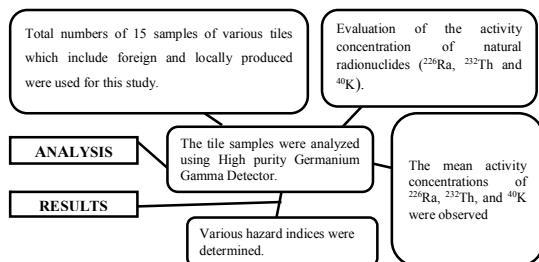 Total numbers of 15 samples of various tiles
which include foreign and locally produced
were used for this study.
Evaluation of the activity
concentration of natural
radionuclides (²²⁶Ra, ²³²Th and
⁴⁰K).
ANALYSIS
The tile samples were analyzed
using High purity Germanium
Gamma Detector.
The mean activity
concentrations of
²²⁶Ra, ²³²Th, and ⁴⁰K
were observed
RESULTS
Various hazard indices were
determined.